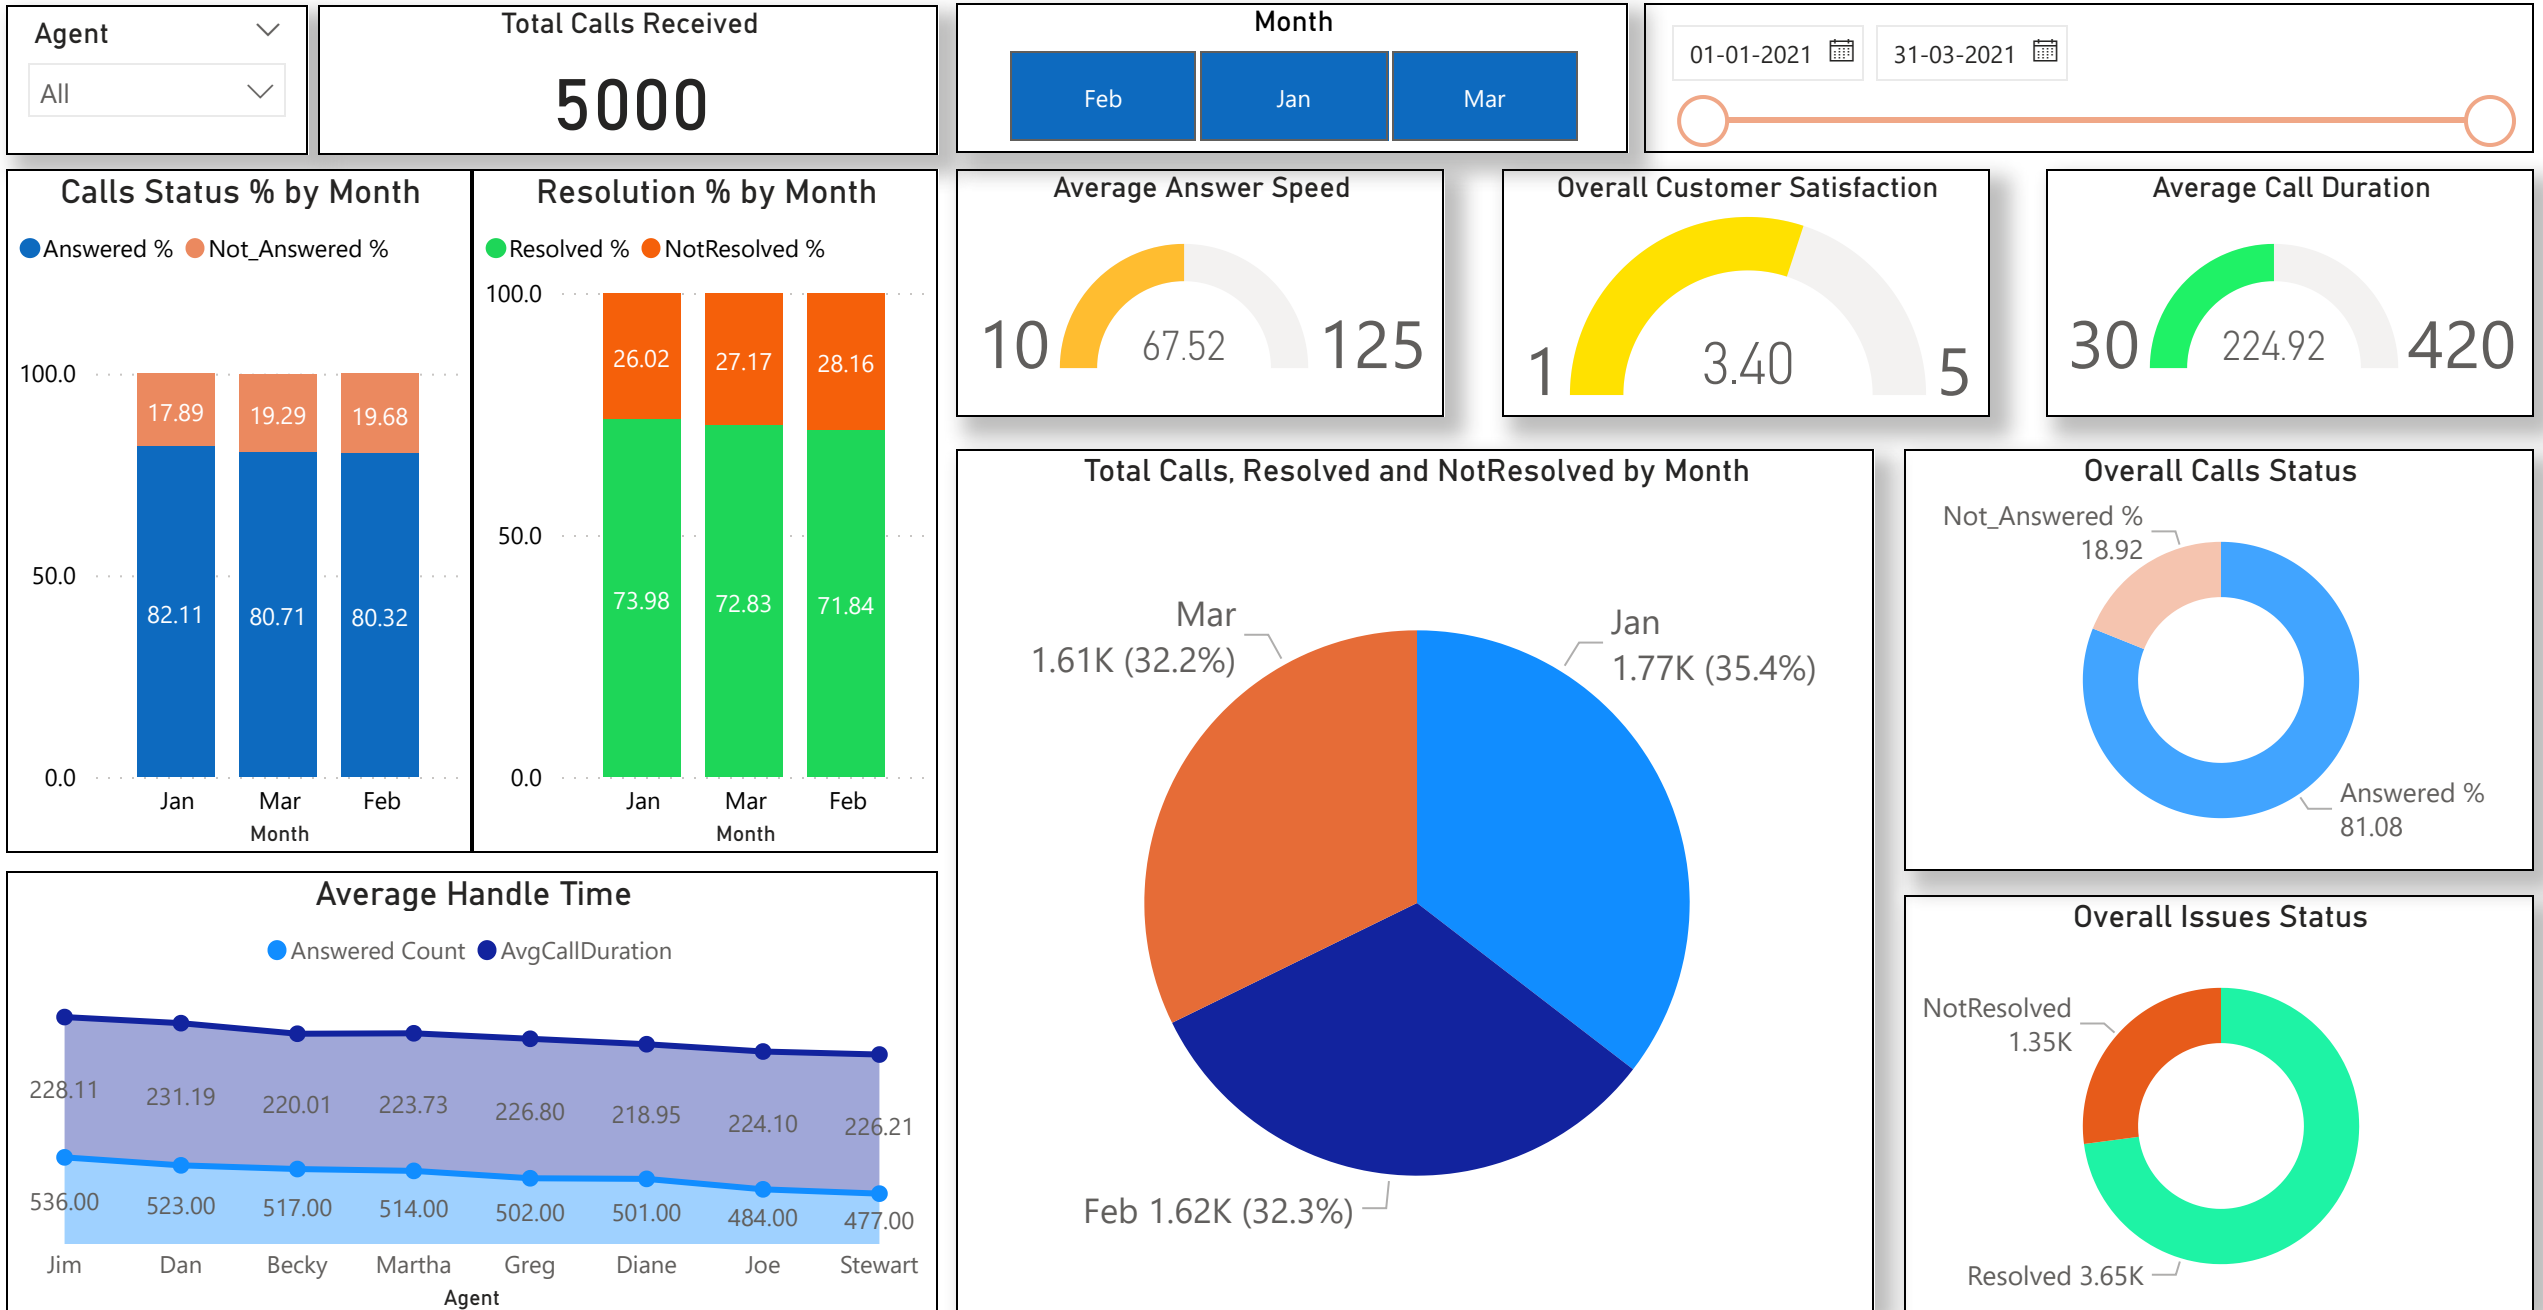 Agent
All
Total Calls Received
5000
Month
Feb
Jan
Mar
01-01-2021
31-03-2021
Calls Status % by Month
Answered %
Not_Answered %
100.0
50.0
0.0
17.89
19.29
19.68
82.11
80.71
80.32
Jan
Mar
Feb
Month
Resolution % by Month
Resolved %
NotResolved %
100.0
50.0
0.0
26.02
27.17
28.16
73.98
72.83
71.84
Jan
Mar
Feb
Month
Average Answer Speed
10
67.52
125
Overall Customer Satisfaction
1
3.40
5
Average Call Duration
30
224.92
420
Average Handle Time
Answered Count
AvgCallDuration
228.11
231.19
220.01
223.73
226.80
218.95
224.10
226.21
536.00
523.00
517.00
514.00
502.00
501.00
484.00
477.00
Jim
Dan
Becky
Martha
Greg
Diane
Joe
Stewart
Agent
Total Calls, Resolved and NotResolved by Month
Mar
1.61K (32.2%)
Jan
1.77K (35.4%)
Feb 1.62K (32.3%)
Overall Calls Status
Not_Answered %
18.92
Answered %
81.08
Overall Issues Status
NotResolved
1.35K
Resolved 3.65K